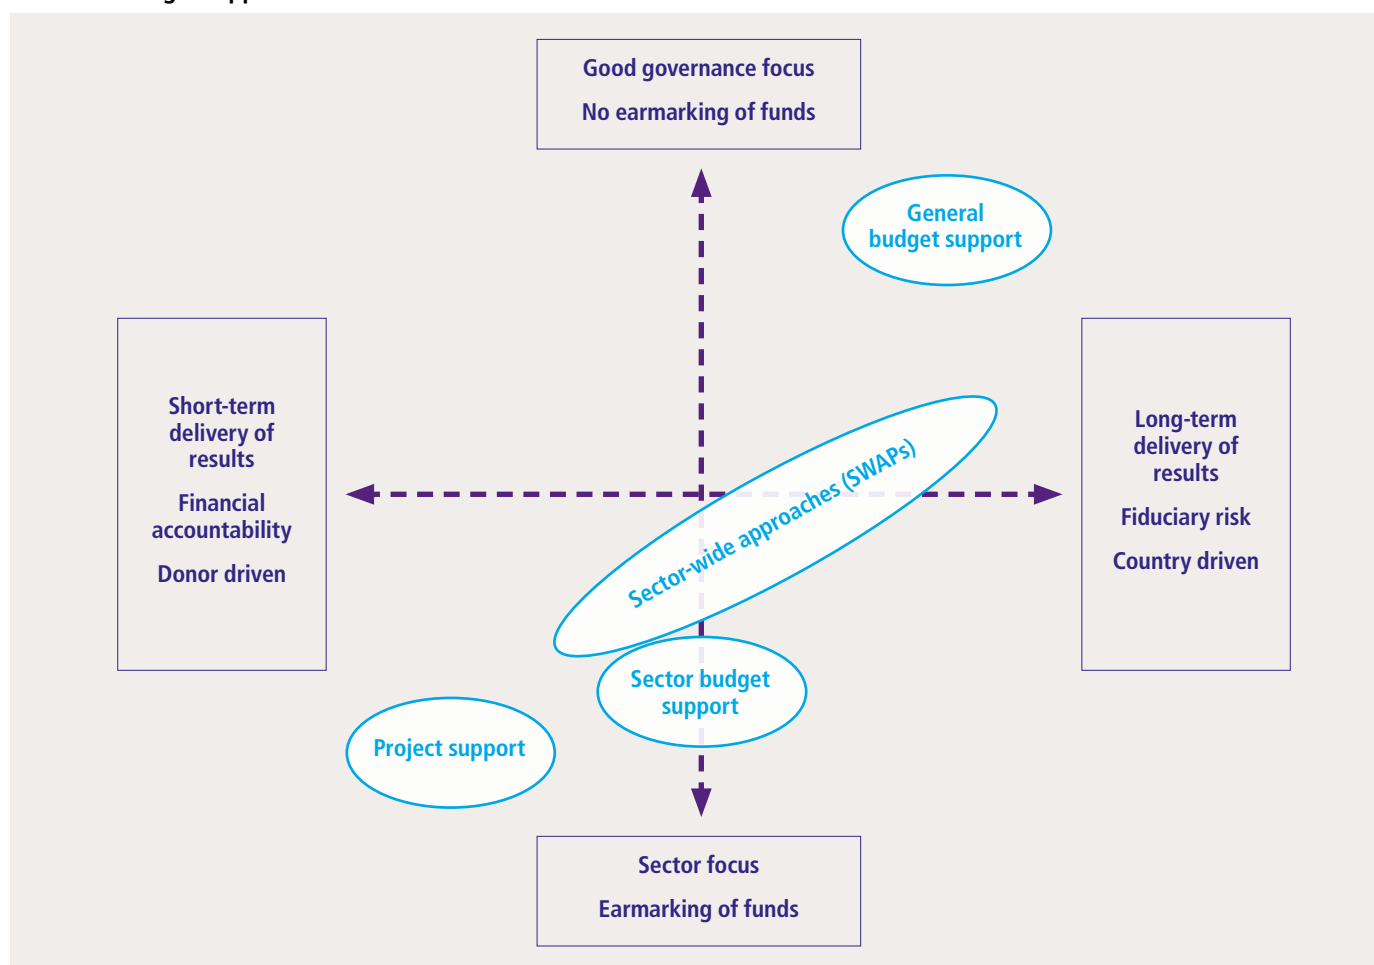 Good governance focus
No earmarking of funds
General
budget support
Short-term
delivery of
results
Financial
accountability
Donor driven
Long-term
delivery of
results
Fiduciary risk
Country driven
Sector-wide approaches (SWAPs)
Sector budget
support
Project support
Sector focus
Earmarking of funds